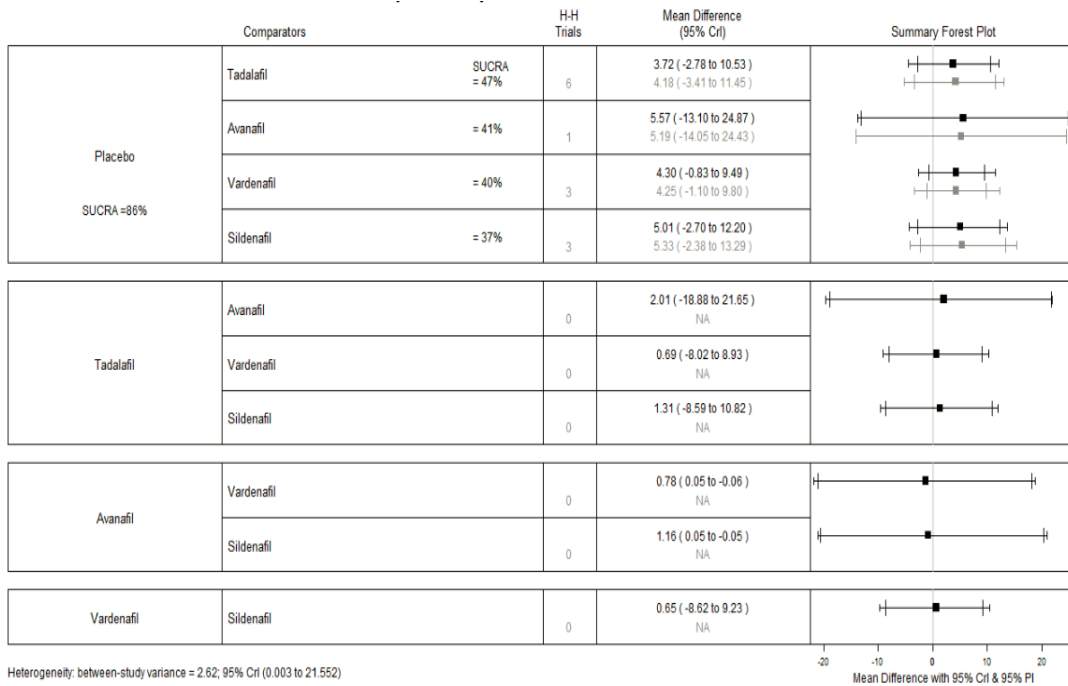 Comparators H-H Trials Mean Difference (95% CrI) Summary Forest Plot
Placebo
SUCRA =86%
Tadalafil SUCRA = 47% 6 3.72 ( -2.78 to 10.53 )
4.18 ( -3.41 to 11.45 )
Avanafil = 41% 1 5.57 ( -13.10 to 24.87 )
5.19 ( -14.05 to 24.43 )
Vardenafil = 40% 3 4.30 ( -0.83 to 9.49 )
4.25 ( -1.10 to 9.80 )
Sildenafil = 37% 3 5.01 ( -2.70 to 12.20 )
5.33 ( -2.38 to 13.29 )
Tadalafil
Avanafil 0 2.01 ( -18.88 to 21.65 )
NA
Vardenafil 0 0.69 ( -8.02 to 8.93 )
NA
Sildenafil 0 1.31 ( -8.59 to 10.82 )
NA
Avanafil
Vardenafil 0 0.78 ( 0.05 to -0.06 )
NA
Sildenafil 0 1.16 ( 0.05 to -0.05 )
NA
Vardenafil
Sildenafil 0 0.65 ( -8.62 to 9.23 )
NA
-20 -10 0 10 20
Heterogeneity: between-study variance = 2.62; 95% CrI (0.003 to 21.552) Mean Difference with 95% CrI & 95% PI